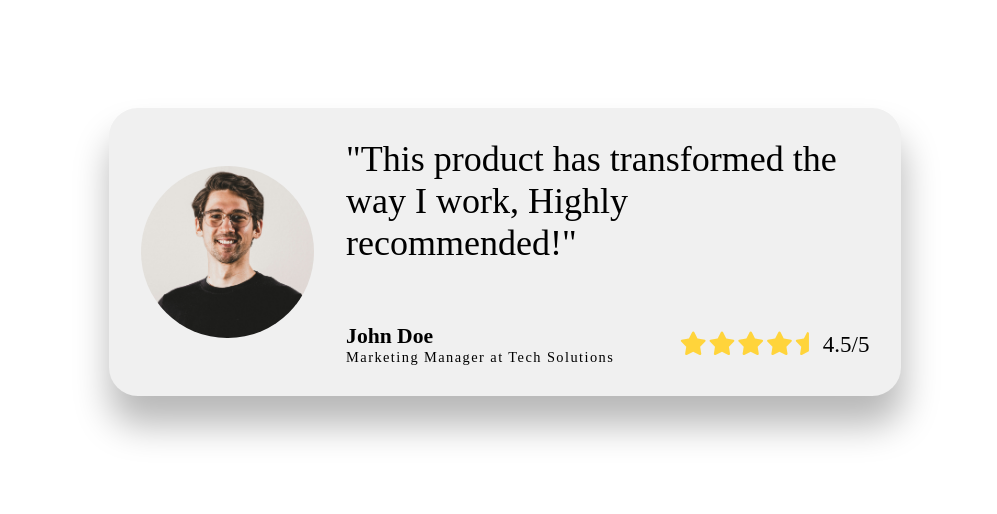 "This product has transformed the
way I work, Highly
recommended!"
John Doe
Marketing Manager at Tech Solutions
4.5/5